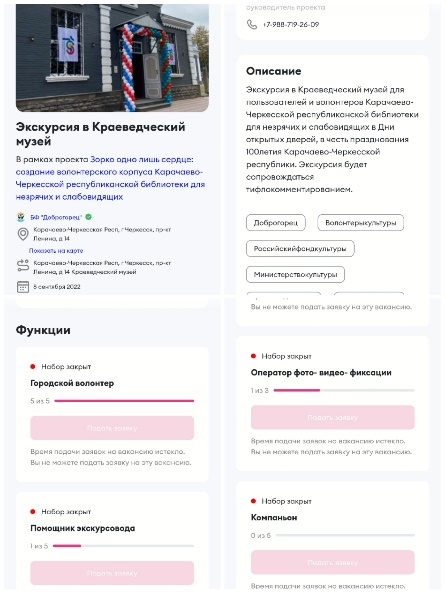 Экскурсия в Краеведческий
музей
В рамках проекта Зорко одно лишь сердце:
создание волонтерского корпуса Карачаево-
Черкесской республиканской библиотеки для
незрячих и слабовидящих
БФ "Доброгорец"
Карачаево-Черкесская Респ, г Черкесск, пр-кт
Ленина, д 14
Показать на карте
Карачаево-Черкесская Респ, г Черкесск, пр-кт
Ленина, д 14 Краеведческий музей
8 сентября 2022
руководитель проекта
+7-988-719-26-09
Описание
Экскурсия в Краеведческий музей для
пользователей и волонтеров Карачаево-
Черкесской республиканской библиотеки
для незрячих и слабовидящих в Дни
открытых дверей, в честь празднования
100летия Карачаево-Черкесской
республики. Экскурсия будет
сопровождаться
тифлокомментированием.
Доброгорец
Волонтерыкультуры
Российскийфондкультуры
Министерствокультуры
Функции
Набор закрыт
Городской волонтер
5 из 5
Подать заявку
Время подачи заявок на вакансию истекло.
Вы не можете подать заявку на эту вакансию.
Набор закрыт
Помощник экскурсовода
1 из 5
Подать заявку
Вы не можете подать заявку на эту вакансию.
Набор закрыт
Оператор фото- видео- фиксации
1 из 3
Подать заявку
Время подачи заявок на вакансию истекло.
Вы не можете подать заявку на эту вакансию.
Набор закрыт
Компаньон
0 из 6
Подать заявку
Время подачи заявок на вакансию истекло.